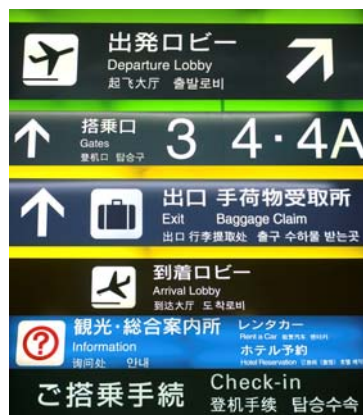 出発ロビー
Departure Lobby
起飞大厅 출발로비
搭乗口
Gates
登机口 탑승구
3 4・4A
出口 手荷物受取所
Exit Baggage Claim
出口 行李提取处 출구 수하물 받는곳
到着ロビー
Arrival Lobby
到达大厅 도착로비
観光・総合案内所
Information
询问处 안내
レンタカー
Rent a Car
ホテル予約
Hotel Reservation
ご搭乗手続 Check-in
登机手续 탑승수속